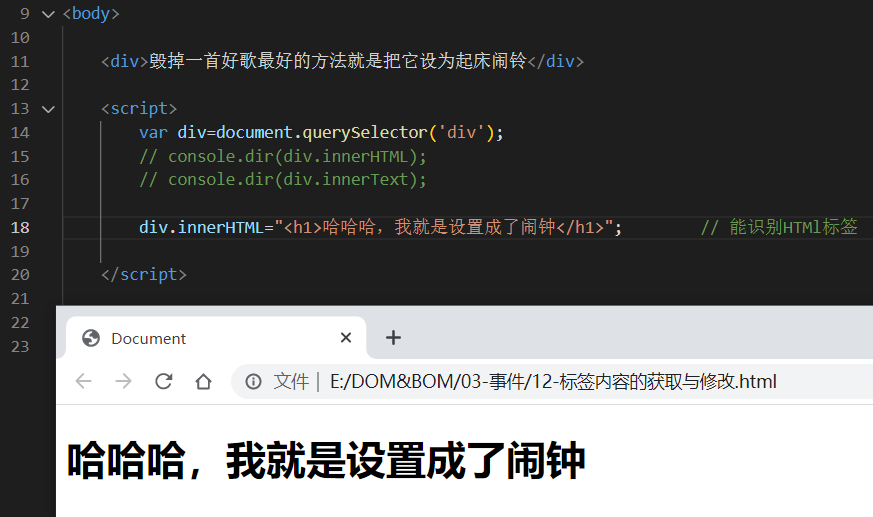 9 <body>
10
11 <div>毁掉一首好歌最好的方法就是把它设为起床闹铃</div>
12
13 <script>
14 var div=document.querySelector('div');
15 // console.dir(div.innerHTML);
16 // console.dir(div.innerText);
17
18 div.innerHTML="<h1>哈哈哈，我就是设置成了闹钟</h1>"; // 能识别HTMl标签
19
20 </script>
21
22
23
Document
文件 | E:/DOM&BOM/03-事件/12-标签内容的获取与修改.html
哈哈哈，我就是设置成了闹钟